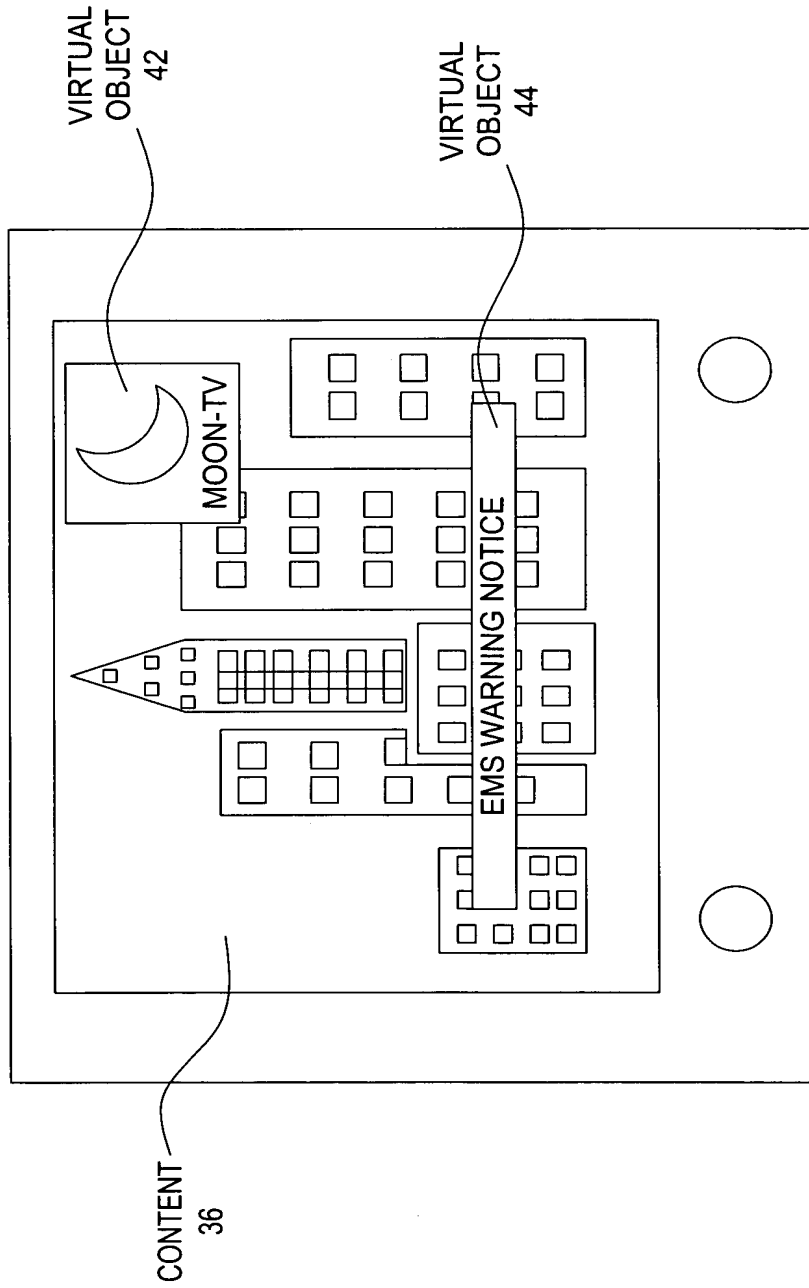 VIRTUAL
OBJECT
42
MOON-TV
VIRTUAL
OBJECT
44
EMS WARNING NOTICE
CONTENT
36